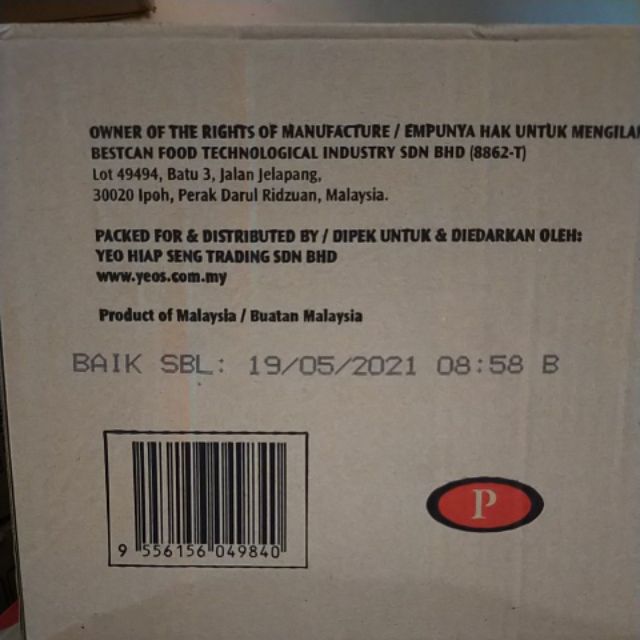 OWNER OF THE RIGHTS OF MANUFACTURE / EMPUNYA HAK UNTUK MENGILA
BESTCAN FOOD TECHNOLOGICAL INDUSTRY SDN BHD (8862-T)
Lot 49494, Batu 3, Jalan Jelapang,
30020 Ipoh, Perak Darul Ridzuan, Malaysia.
PACKED FOR & DISTRIBUTED BY / DIPEK UNTUK & DIEDARKAN OLEH:
YEO HIAP SENG TRADING SDN BHD
www.yeos.com.my
Product of Malaysia / Buatan Malaysia
BAIK SBL: 19/05/2021 08:58 B
9 556156 049840
P